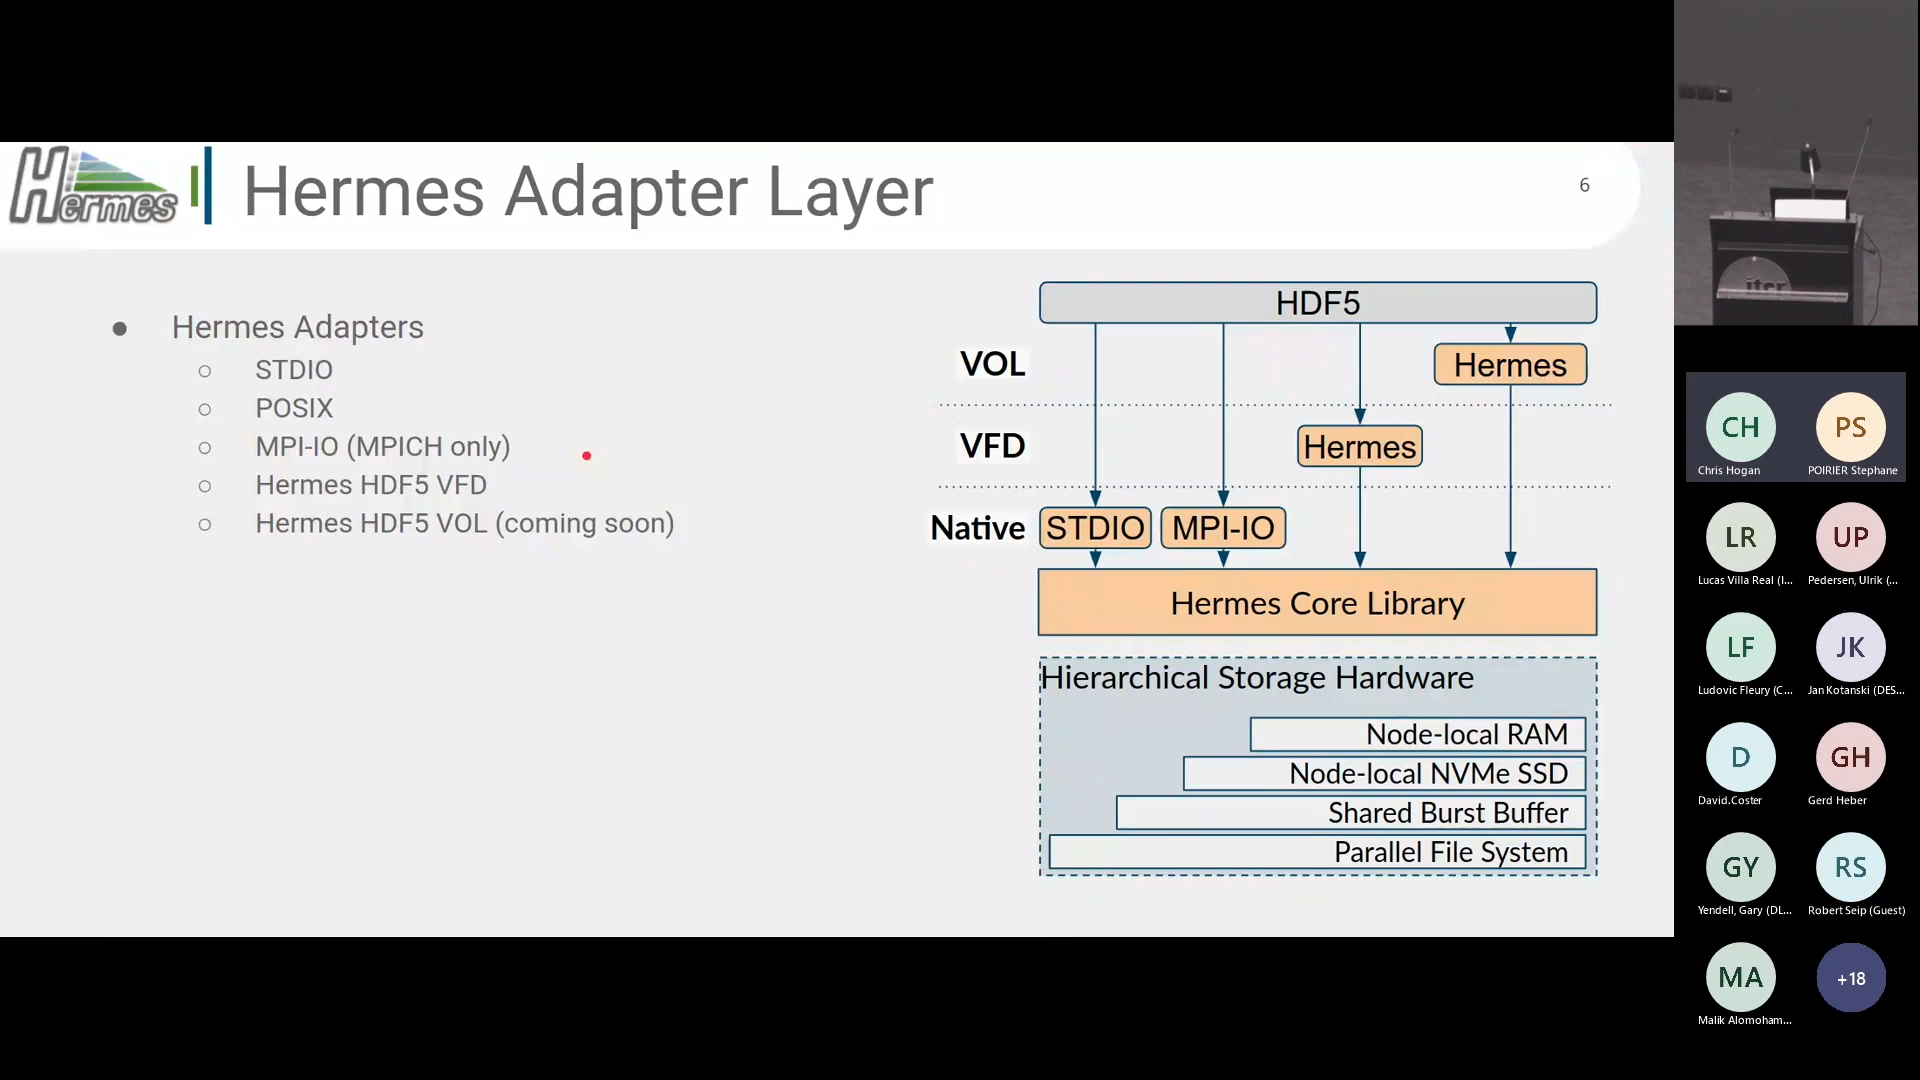 Hermes
Hermes Adapter Layer
6
● Hermes Adapters
○ STDIO
○ POSIX
○ MPI-IO (MPICH only)
○ Hermes HDF5 VFD
○ Hermes HDF5 VOL (coming soon)
HDF5
VOL
Hermes
VFD
Hermes
Native
STDIO
MPI-IO
Hermes Core Library
Hierarchical Storage Hardware
Node-local RAM
Node-local NVMe SSD
Shared Burst Buffer
Parallel File System
iter
CH
PS
Chris Hogan
POIRIER Stephane
LR
UP
Lucas Villa Real (I...
Pedersen, Ulrik (...
LF
JK
Ludovic Fleury (C...
Jan Kotanski (DES...
D
GH
David.Coster
Gerd Heber
GY
RS
Yendell, Gary (DL...
Robert Seip (Guest)
MA
+18
Malik Alomoham...